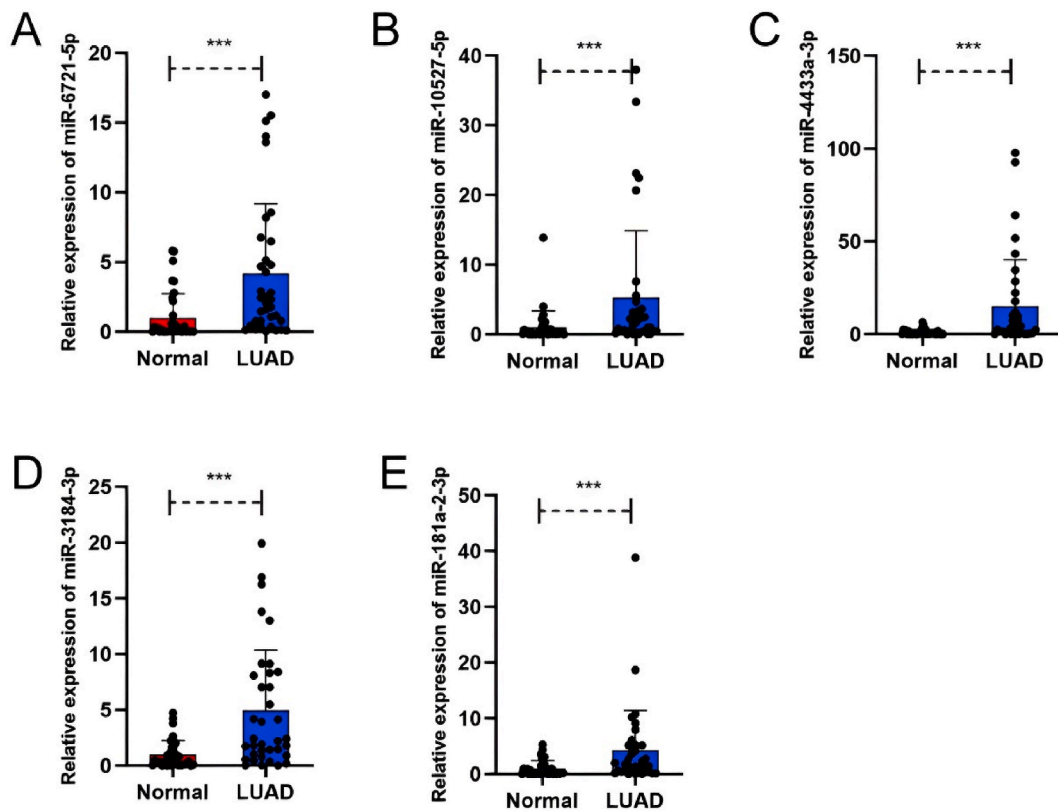 A
Relative expression of miR-6721-5p
20
15
10
5
0
***
Normal
LUAD
B
Relative expression of miR-10527-5p
40
30
20
10
0
***
Normal
LUAD
C
Relative expression of miR-4433a-3p
150
100
50
0
***
Normal
LUAD
D
Relative expression of miR-3184-3p
25
20
15
10
5
0
***
Normal
LUAD
E
Relative expression of miR-181a-2-3p
50
40
30
20
10
0
***
Normal
LUAD